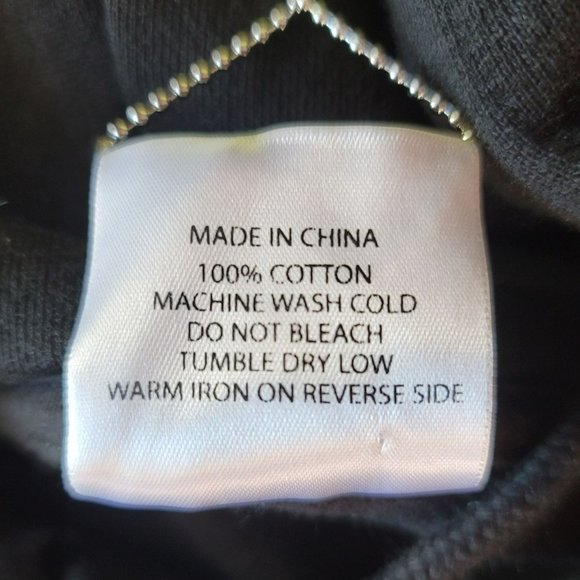 MADE IN CHINA
100% COTTON
MACHINE WASH COLD
DO NOT BLEACH
TUMBLE DRY LOW
WARM IRON ON REVERSE SIDE